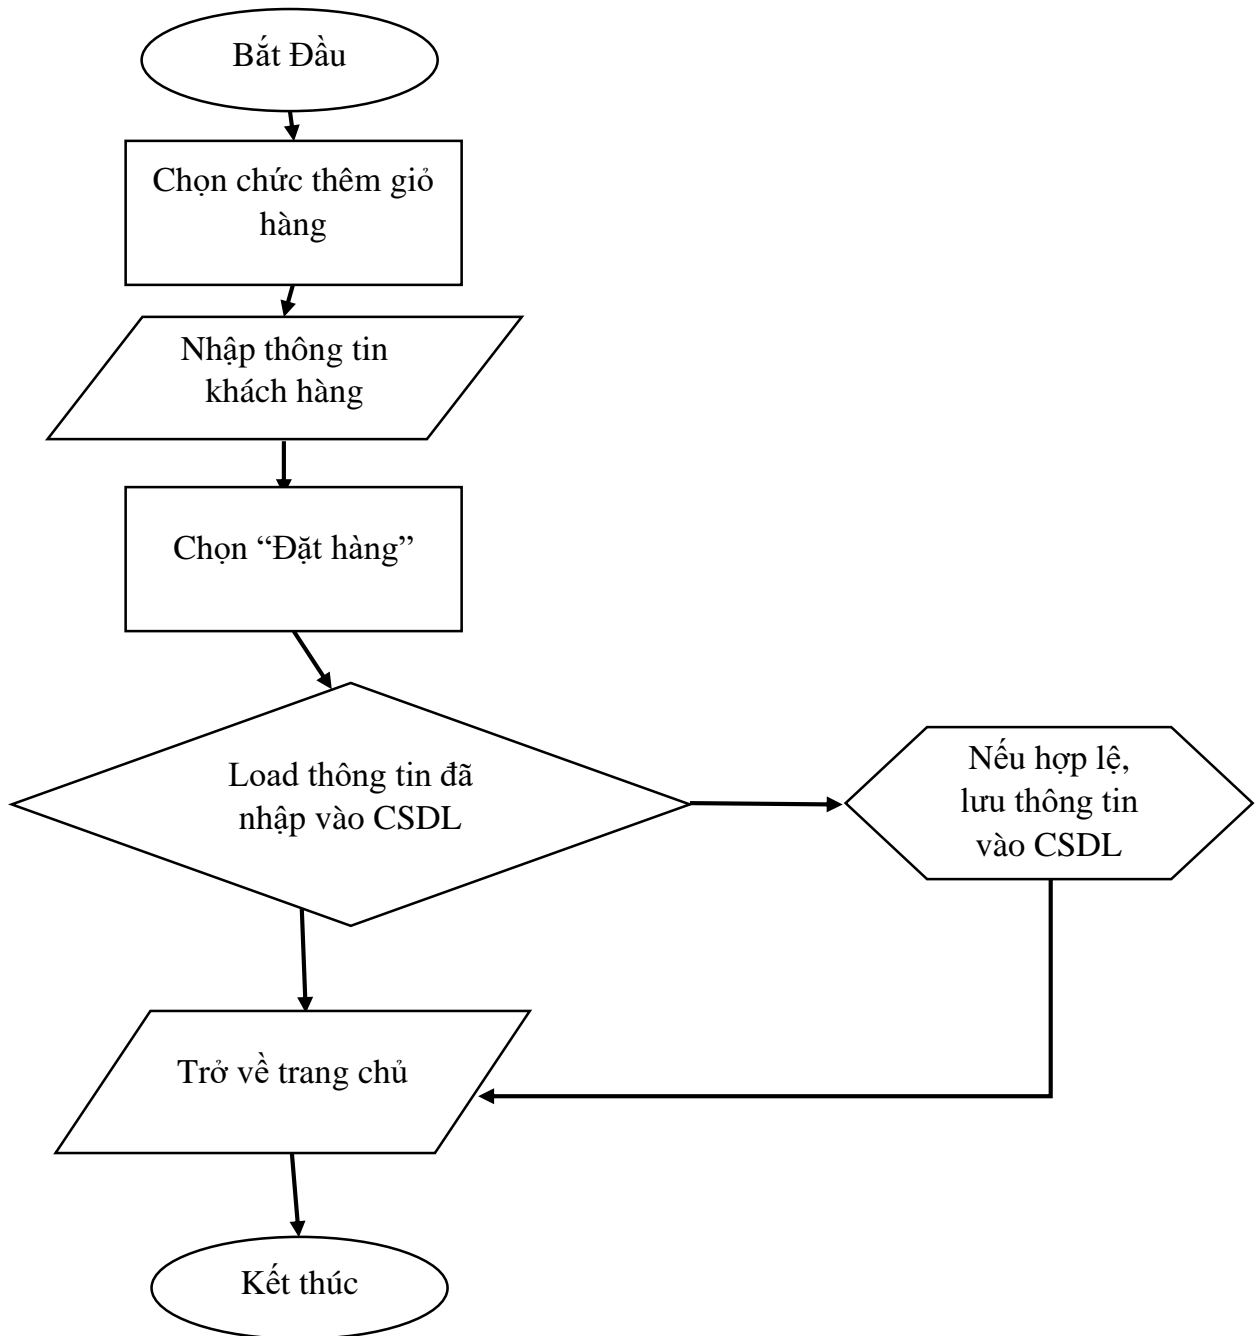 Bắt Đầu
Chọn chức thêm giỏ
hàng
Nhập thông tin
khách hàng
Chọn “Đặt hàng”
Load thông tin đã
nhập vào CSDL
Nếu hợp lệ,
lưu thông tin
vào CSDL
Trở về trang chủ
Kết thúc